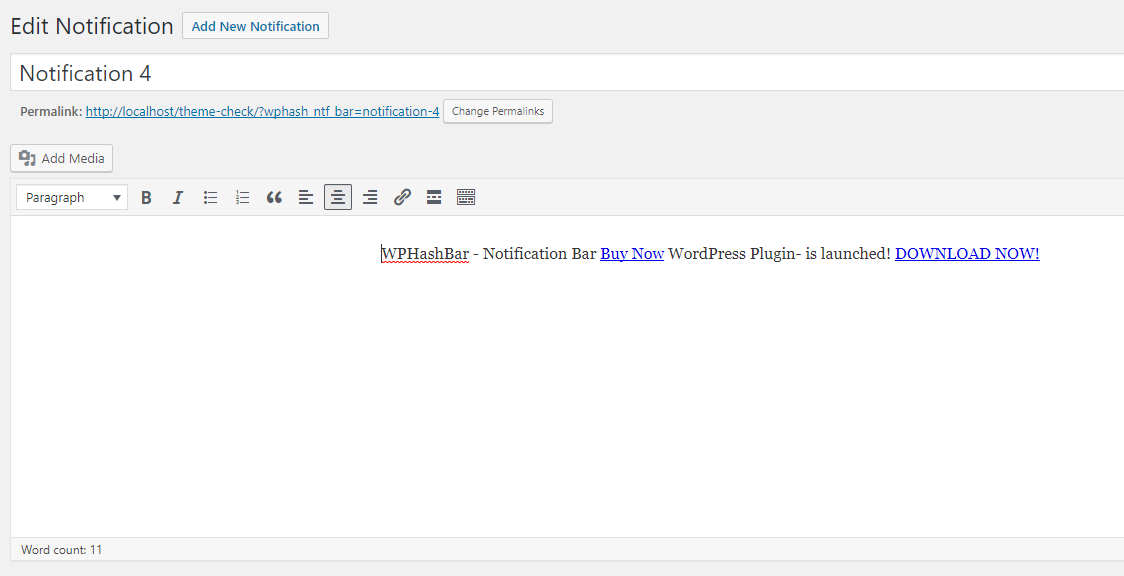 Edit Notification Add New Notification
Notification 4
Permalink: http://localhost/theme-check/?wphash_ntf_bar=notification-4 Change Permalinks
Add Media
Paragraph B I
WPHashBar - Notification Bar Buy Now WordPress Plugin- is launched! DOWNLOAD NOW!
Word count: 11